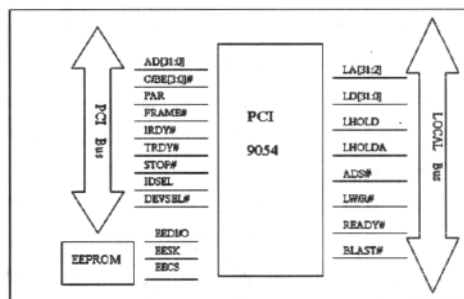 PCI Bus
AD[31:0]
C/BE[3:0]#
PAR
FRAME#
IRDY#
TRDY#
STOP#
IDSEL
DEVSEL#
EEPROM
EEDI/O
EESK
EECS
PCI
9054
LA[31:2]
LD[31:0]
LHOLD
LHOLDA
ADS#
LW/R#
READY#
BLAST#
LOCAL Bus